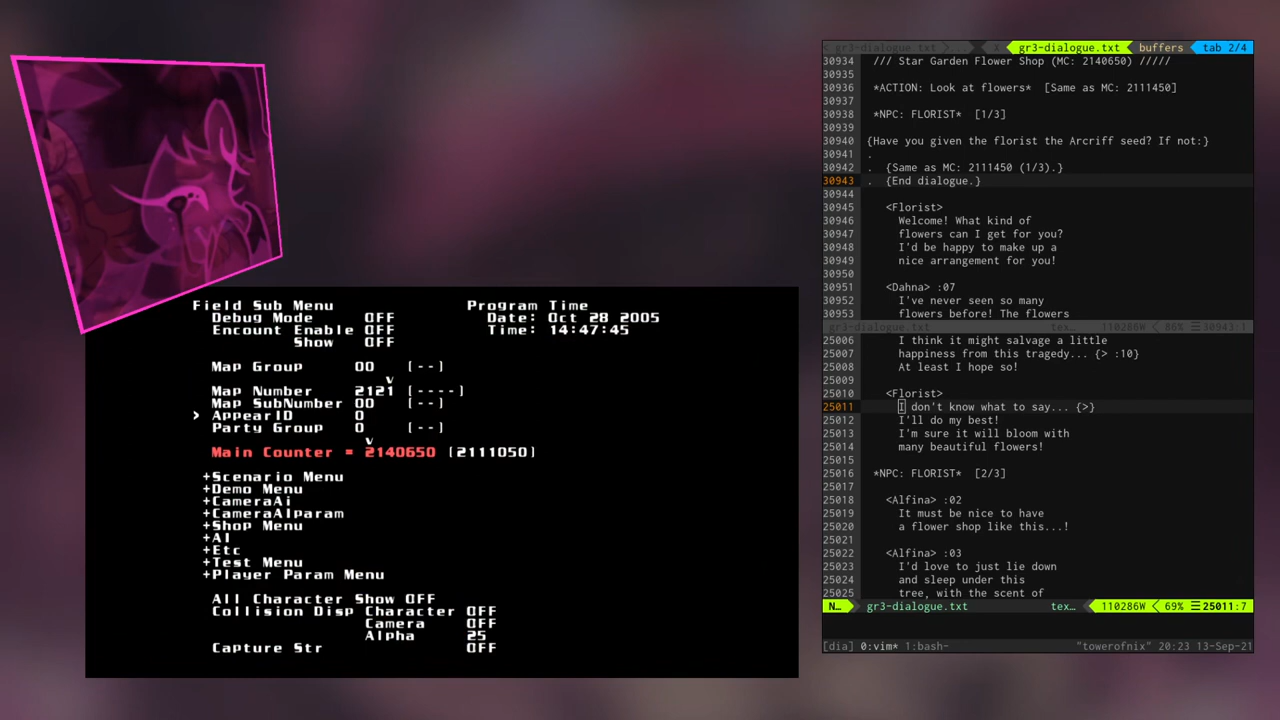 Field Sub Menu
Debug Mode OFF
Encount Enable OFF
Show OFF
Program Time
Date: Oct 28 2005
Time: 14:47:45
Map Group 00 [--]
v
Map Number 2121 [----]
Map SubNumber 00 [--]
> AppearID 0
Party Group 0 [--]
v
Main Counter = 2140650 [2111050]
+Scenario Menu
+Demo Menu
+CameraAi
+CameraAIparam
+Shop Menu
+AI
+Etc
+Test Menu
+Player Param Menu
All Character Show OFF
Collision Disp Character OFF
Camera OFF
Alpha 25
Capture Str OFF
< gr3-dialogue.txt >... < x gr3-dialogue.txt buffers tab 2/4
30934 /// Star Garden Flower Shop (MC: 2140650) /////
30935
30936 *ACTION: Look at flowers* [Same as MC: 2111450]
30937
30938 *NPC: FLORIST* [1/3]
30939
30940 {Have you given the florist the Arcriff seed? If not:}
30941 .
30942 . {Same as MC: 2111450 (1/3).}
30943 . {End dialogue.}
30944
30945 <Florist>
30946 Welcome! What kind of
30947 flowers can I get for you?
30948 I'd be happy to make up a
30949 nice arrangement for you!
30950
30951 <Dahna> :07
30952 I've never seen so many
30953 flowers before! The flowers
gr3-dialogue.txt tex… 110286W < 86% ☰30943:1
25006 I think it might salvage a little
25007 happiness from this tragedy... {> :10}
25008 At least I hope so!
25009
25010 <Florist>
25011 I don't know what to say... {>}
25012 I'll do my best!
25013 I'm sure it will bloom with
25014 many beautiful flowers!
25015
25016 *NPC: FLORIST* [2/3]
25017
25018 <Alfina> :02
25019 It must be nice to have
25020 a flower shop like this...!
25021
25022 <Alfina> :03
25023 I'd love to just lie down
25024 and sleep under this
25025 tree, with the scent of
N… gr3-dialogue.txt tex… 110286W < 69% ☰25011:7
[dia] 0:vim* 1:bash- "towerofnix" 20:23 13-Sep-21